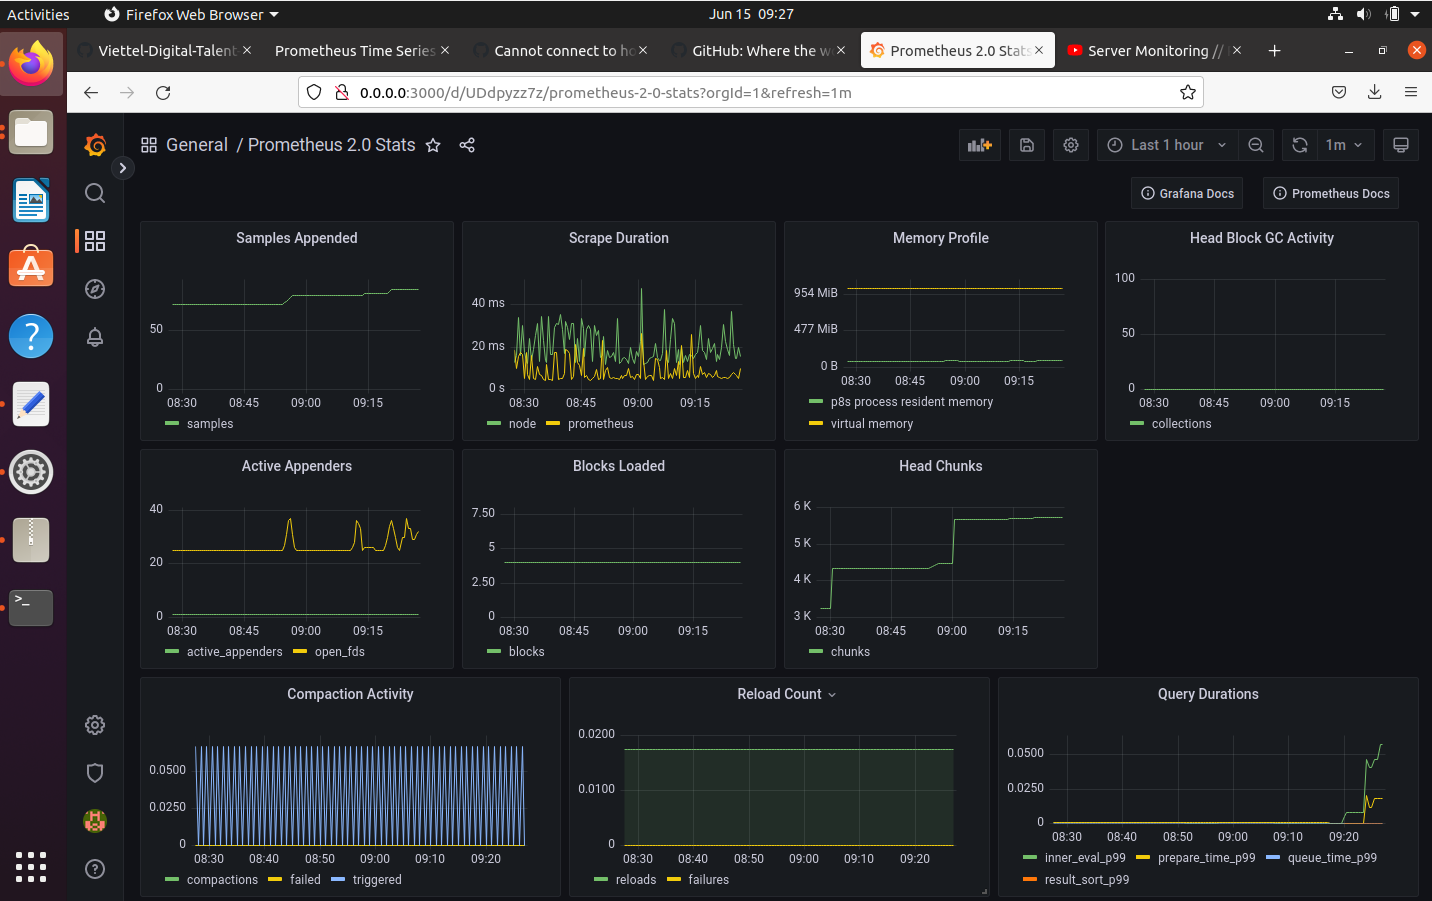 Activities
Firefox Web Browser
Jun 15 09:27
Viettel-Digital-Talent
Prometheus Time Series
Cannot connect to ho
GitHub: Where the wo
Prometheus 2.0 Stats
Server Monitoring //
0.0.0.0:3000/d/UDdpyzz7z/prometheus-2-0-stats?orgId=1&refresh=1m
General / Prometheus 2.0 Stats
Last 1 hour
1m
Grafana Docs
Prometheus Docs
Samples Appended
50
0
08:30 08:45 09:00 09:15
samples
Scrape Duration
40 ms
20 ms
0 s
08:30 08:45 09:00 09:15
node prometheus
Memory Profile
954 MiB
477 MiB
0 B
08:30 08:45 09:00 09:15
p8s process resident memory
virtual memory
Head Block GC Activity
100
50
0
08:30 08:45 09:00 09:15
collections
Active Appenders
40
20
0
08:30 08:45 09:00 09:15
active_appenders open_fds
Blocks Loaded
7.50
5
2.50
0
08:30 08:45 09:00 09:15
blocks
Head Chunks
6 K
5 K
4 K
3 K
08:30 08:45 09:00 09:15
chunks
Compaction Activity
0.0500
0.0250
0
08:30 08:40 08:50 09:00 09:10 09:20
compactions failed triggered
Reload Count
0.0200
0.0100
0
08:30 08:40 08:50 09:00 09:10 09:20
reloads failures
Query Durations
0.0500
0.0250
0
08:30 08:40 08:50 09:00 09:10 09:20
inner_eval_p99 prepare_time_p99 queue_time_p99
result_sort_p99